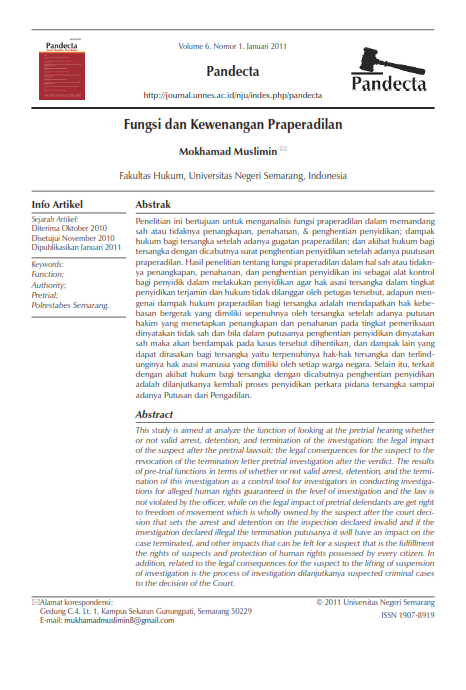 Pandecta
Volume 6. Nomor 1. Januari 2011
Pandecta
http://journal.unnes.ac.id/nju/index.php/pandecta
Pandecta
Fungsi dan Kewenangan Praperadilan
Mokhamad Muslimin
Fakultas Hukum, Universitas Negeri Semarang, Indonesia
Info Artikel
Sejarah Artikel:
Diterima Oktober 2010
Disetujui November 2010
Dipublikasikan Januari 2011
Keywords:
Function;
Authority;
Pretrial;
Polrestabes Semarang.
Abstrak
Penelitian ini bertujuan untuk menganalisis fungsi praperadilan dalam memandang
sah atau tidaknya penangkapan, penahanan, & penghentian penyidikan; dampak
hukum bagi tersangka setelah adanya gugatan praperadilan; dan akibat hukum bagi
tersangka dengan dicabutnya surat penghentian penyidikan setelah adanya puutusan
praperadilan. Hasil penelitian tentang fungsi praperadilan dalam hal sah atau tidakn-
ya penangkapan, penahanan, dan penghentian penyidikan ini sebagai alat kontrol
bagi penyidik dalam melakukan penyidikan agar hak asasi tersangka dalam tingkat
penyidikan terjamin dan hukum tidak dilanggar oleh petugas tersebut, adapun men-
genai dampak hukum praperadilan bagi tersangka adalah mendapatkan hak kebe-
basan bergerak yang dimiliki sepenuhnya oleh tersangka setelah adanya putusan
hakim yang menetapkan penangkapan dan penahanan pada tingkat pemeriksaan
dinyatakan tidak sah dan bila dalam putusanya penghentian penyidikan dinyatakan
sah maka akan berdampak pada kasus tersebut dihentikan, dan dampak lain yang
dapat dirasakan bagi tersangka yaitu terpenuhinya hak-hak tersangka dan terlind-
unginya hak asasi manusia yang dimiliki oleh setiap warga negara. Selain itu, terkait
dengan akibat hukum bagi tersangka dengan dicabutnya penghentian penyidikan
adalah dilanjutkanya kembali proses penyidikan perkara pidana tersangka sampai
adanya Putusan dari Pengadilan.
Abstract
This study is aimed at analyze the function of looking at the pretrial hearing whether
or not valid arrest, detention, and termination of the investigation; the legal impact
of the suspect after the pretrial lawsuit; the legal consequences for the suspect to the
revocation of the termination letter pretrial investigation after the verdict. The results
of pre-trial functions in terms of whether or not valid arrest, detention, and the termi-
nation of this investigation as a control tool for investigators in conducting investiga-
tions for alleged human rights guaranteed in the level of investigation and the law is
not violated by the officer, while on the legal impact of pretrial defendants are get right
to freedom of movement which is wholly owned by the suspect after the court deci-
sion that sets the arrest and detention on the inspection declared invalid and if the
investigation declared illegal the termination putusanya it will have an impact on the
case terminated, and other impacts that can be felt for a suspect that is the fulfillment
the rights of suspects and protection of human rights possessed by every citizen. In
addition, related to the legal consequences for the suspect to the lifting of suspension
of investigation is the process of investigation dilanjutkanya suspected criminal cases
to the decision of the Court.
Alamat korespondensi:
Gedung C.4. Lt. 1, Kampus Sekaran Gunungpati, Semarang 50229
E-mail: mukhamadmuslimin8@gmail.com
© 2011 Universitas Negeri Semarang
ISSN 1907-8919